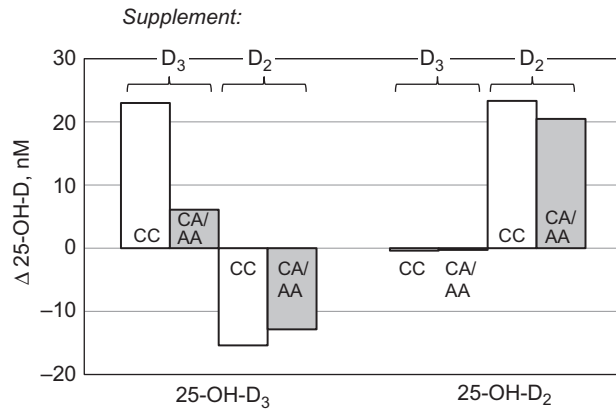 Supplement:
30
D₃ D₂ D₃ D₂
20
Δ 25-OH-D, nM
10
CC CA/
AA
CC CA/
AA
0
CC CA/
AA
CC CA/
AA
−10
−20
25-OH-D₃ 25-OH-D₂